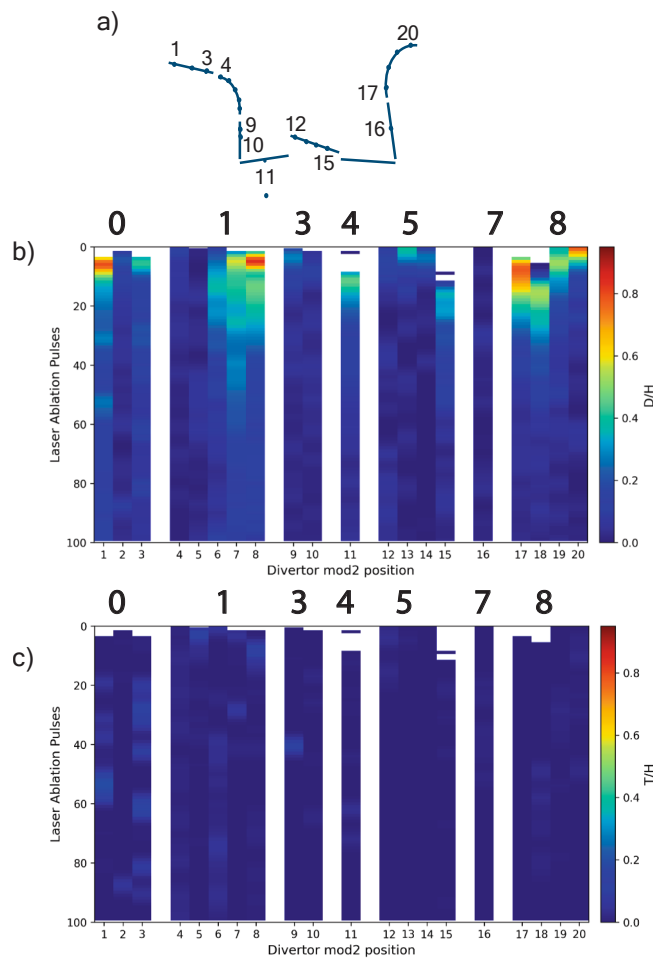 a)
20
1
3
4
17
9
12
16
10
15
11
0 1 3 4 5 7 8
b)
0
20
40
60
80
100
Laser Ablation Pulses
1 2 3 4 5 6 7 8 9 10 11 12 13 14 15 16 17 18 19 20
Divertor mod2 position
0.8
0.6
0.4
0.2
0.0
D/H
0 1 3 4 5 7 8
c)
0
20
40
60
80
100
Laser Ablation Pulses
1 2 3 4 5 6 7 8 9 10 11 12 13 14 15 16 17 18 19 20
Divertor mod2 position
0.8
0.6
0.4
0.2
0.0
T/H